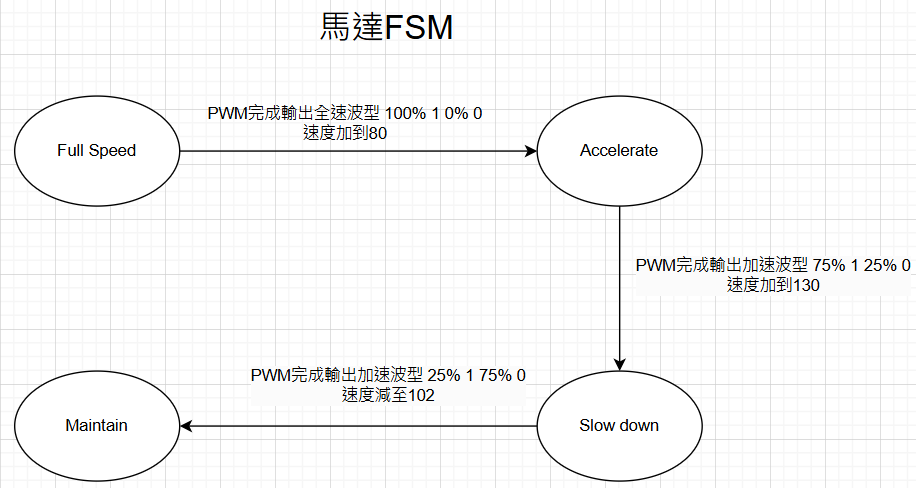 馬達FSM
PWM完成輸出全速波型 100% 1 0% 0
速度加到80
Full Speed
Accelerate
PWM完成輸出加速波型 75% 1 25% 0
速度加到130
PWM完成輸出加速波型 25% 1 75% 0
速度減至102
Maintain
Slow down